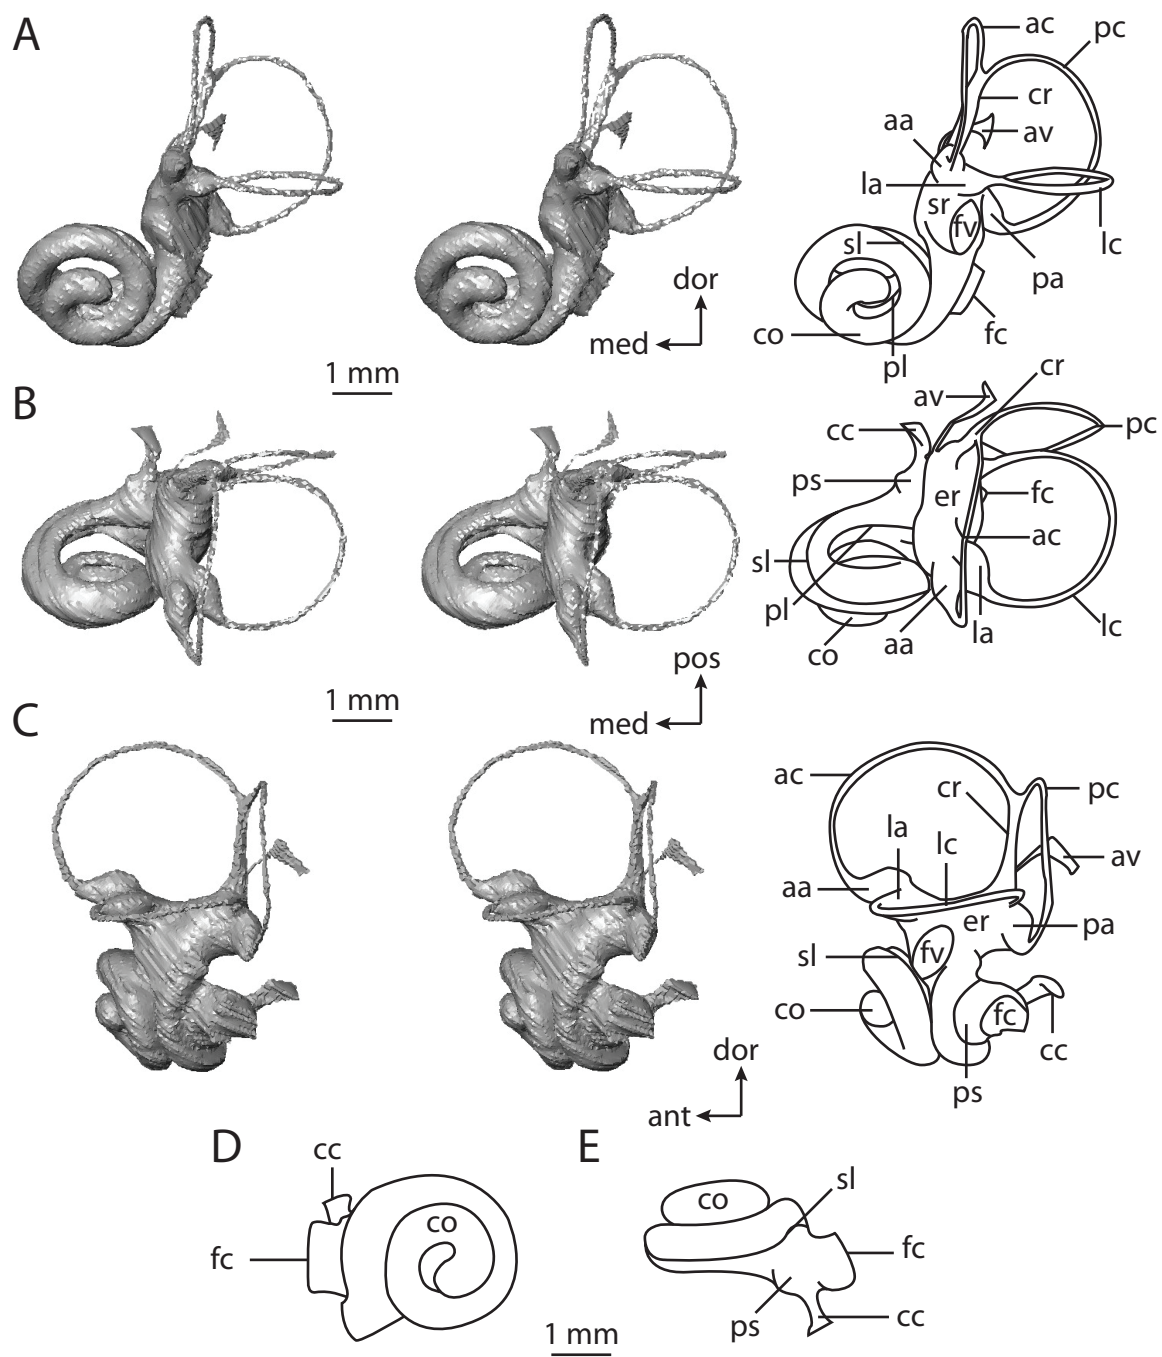 A
ac
pc
cr
av
aa
la
sr
fv
sl
lc
pa
dor
med
co
fc
pl
1 mm
B
cr
av
cc
pc
ps
er
fc
ac
sl
pl
co
aa
la
lc
pos
1 mm
med
C
ac
cr
pc
la
lc
av
aa
er
pa
sl
fv
co
fc
cc
dor
ps
ant
D
cc
co
fc
E
co
sl
fc
ps
cc
1 mm